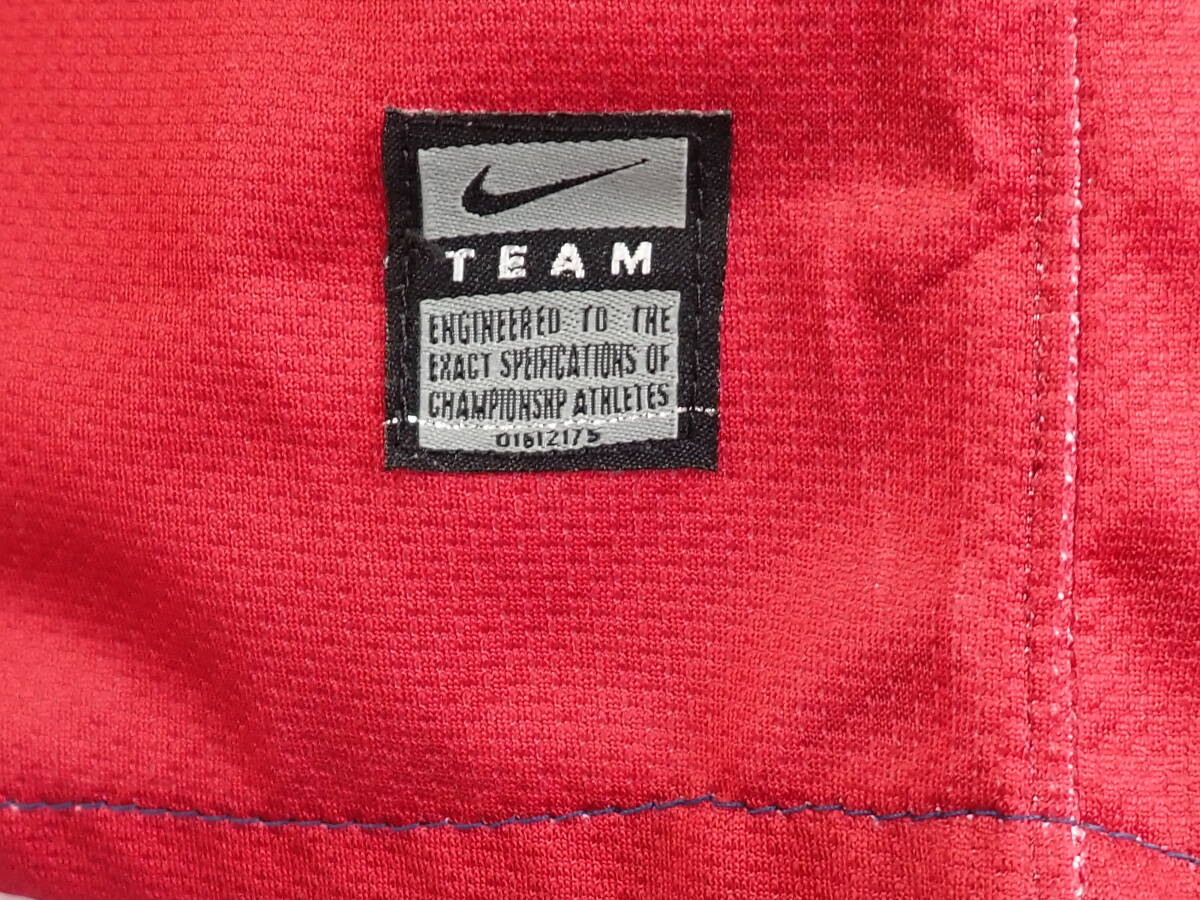 TEAM
ENGINEERED TO THE
EXACT SPEIFICATIONS OF
CHAMPIONSHP ATHLETES
01612175